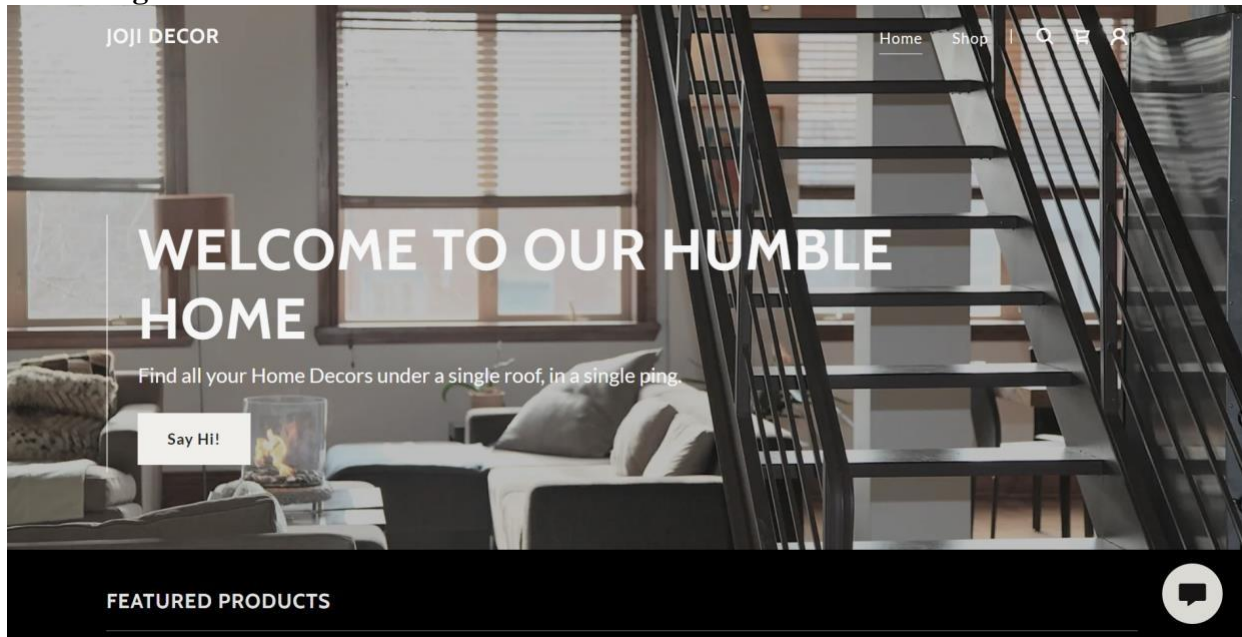 JOJI DECOR
Home Shop
WELCOME TO OUR HUMBLE
HOME
Find all your Home Decors under a single roof, in a single ping.
Say Hi!
FEATURED PRODUCTS